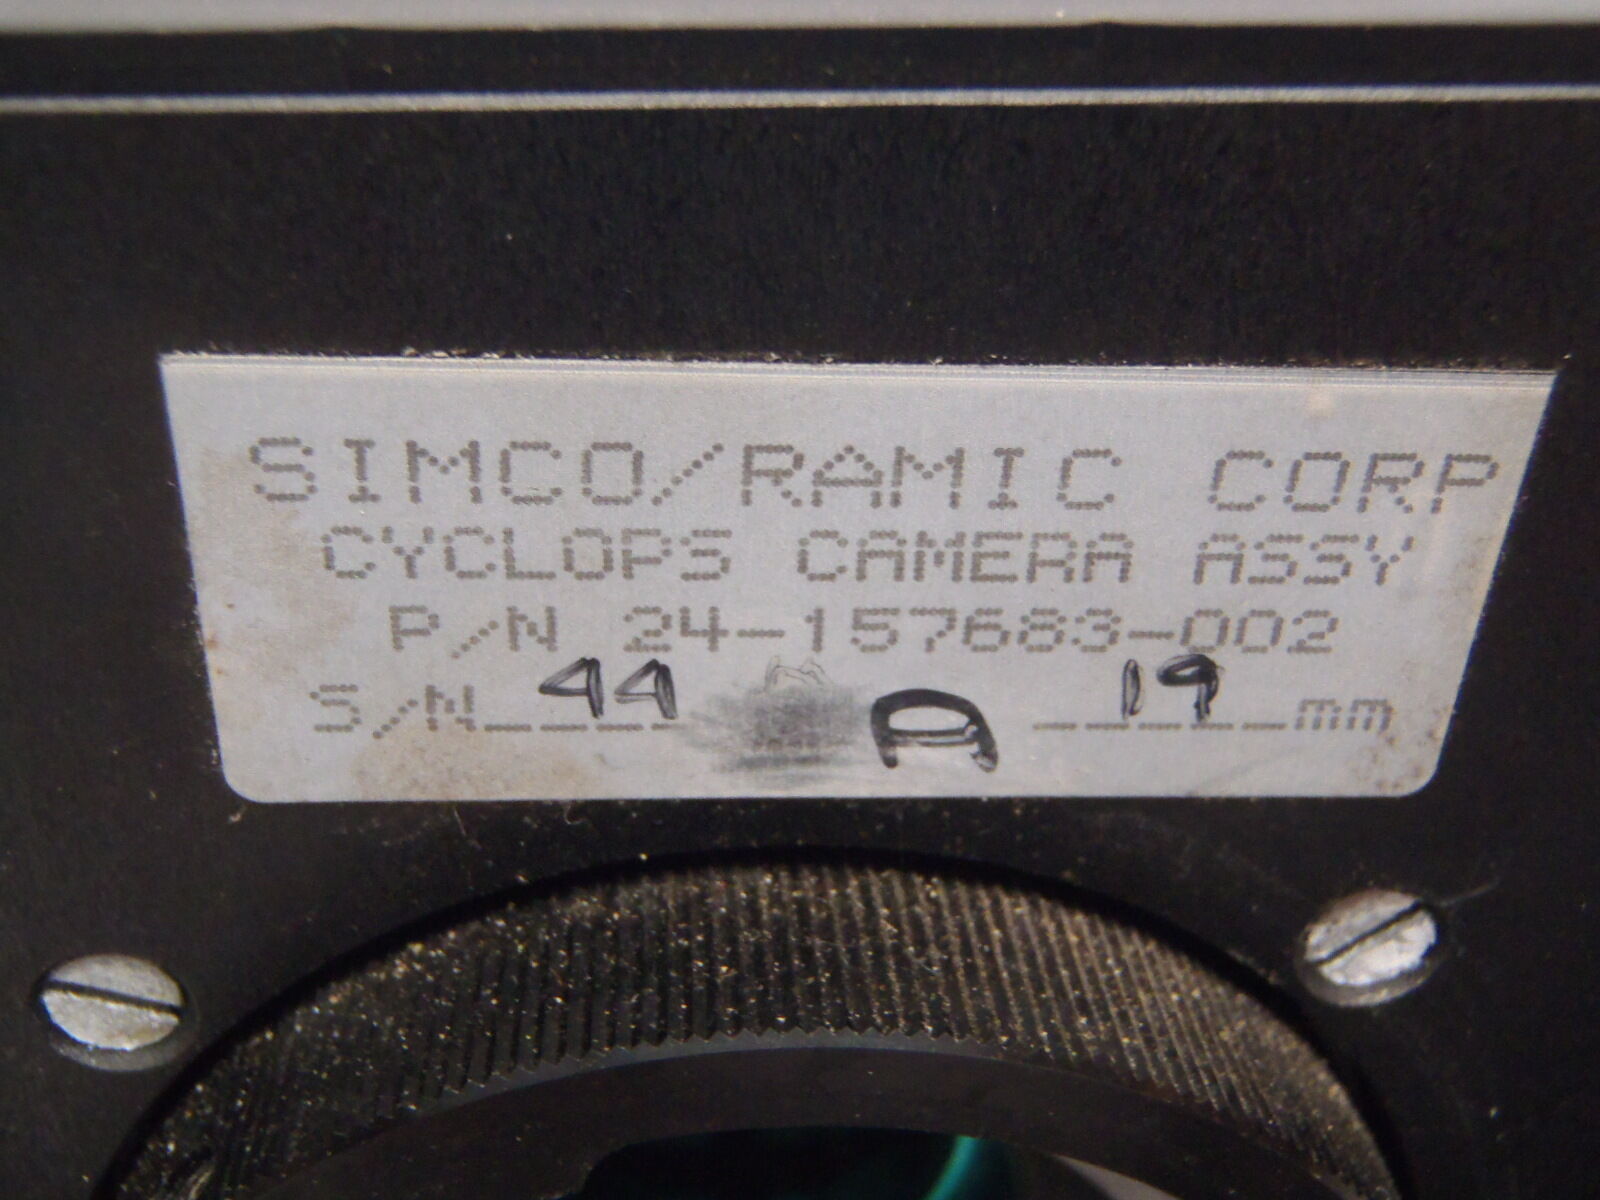 SIMCO/RAMIC CORP
CYCLOPS CAMERA ASSY
P/N 24-157683-002
S/N 44 A 19 mm